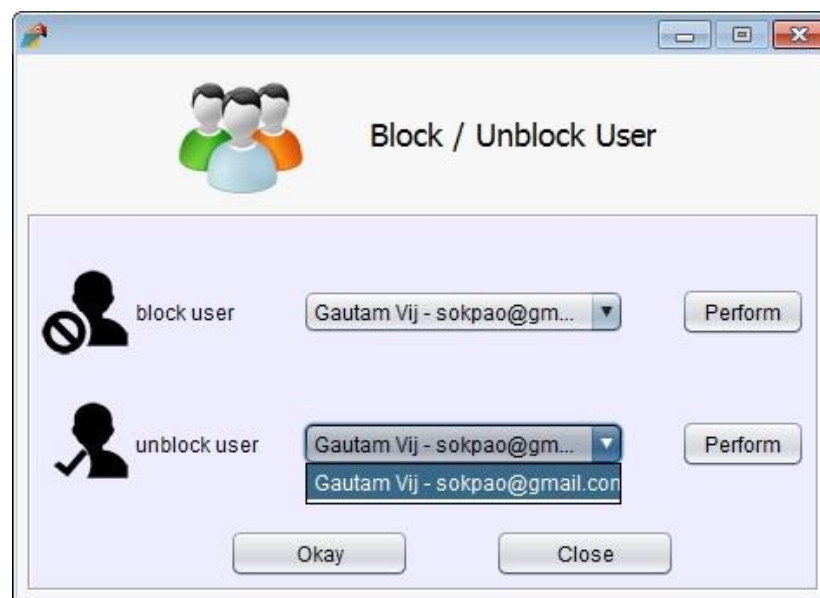 Block / Unblock User
block user Gautam Vij - sokpao@gm... Perform
unblock user Gautam Vij - sokpao@gm... Perform
Gautam Vij - sokpao@gmail.con
Okay Close